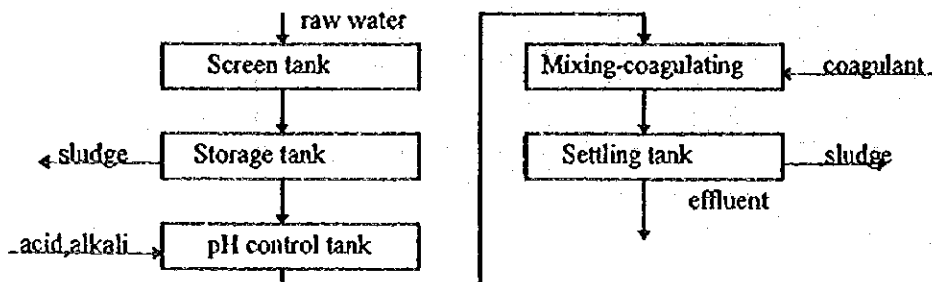 raw water
Screen tank
sludge
Storage tank
acid,alkali
pH control tank
Mixing-coagulating
coagulant
Settling tank
sludge
effluent